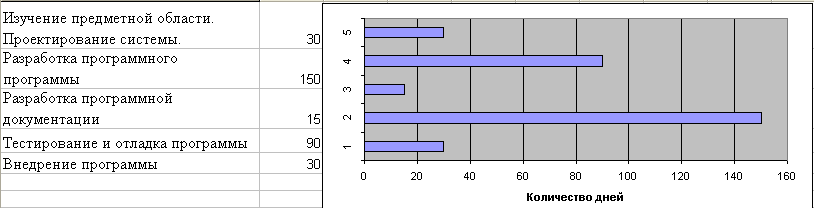 Изучение предметной области.
Проектирование системы. 30
Разработка программного
программы 150
Разработка программной
документации 15
Тестирование и отладка программы 90
Внедрение программы 30
5
4
3
2
1
0 20 40 60 80 100 120 140 160
Количество дней